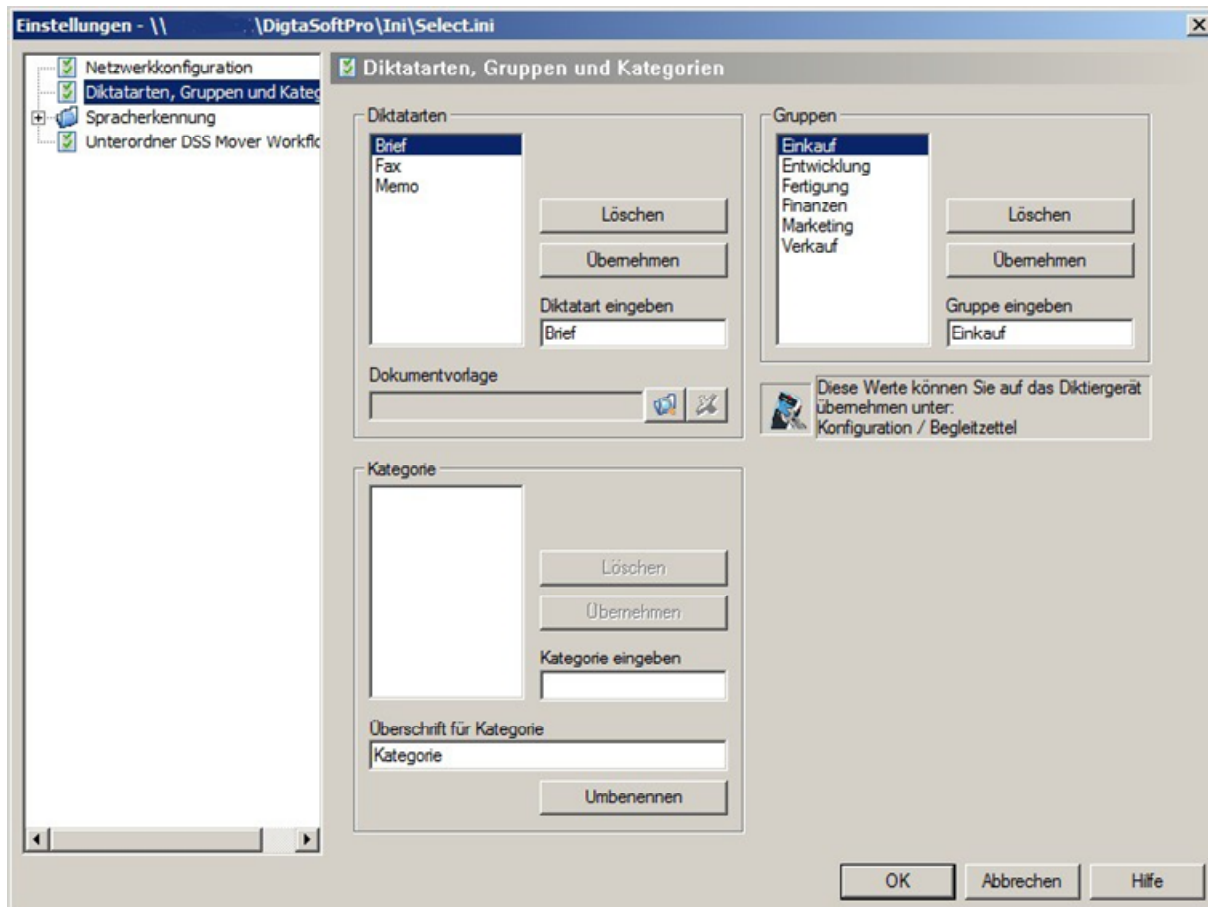 Einstellungen - \\ .\DigtaSoftPro\Ini\Select.ini
Netzwerkkonfiguration
Diktatarten, Gruppen und Kateg
Spracherkennung
Unterordner DSS Mover Workflo
Diktatarten, Gruppen und Kategorien
Diktatarten
Brief
Fax
Memo
Löschen
Übernehmen
Diktatart eingeben
Brief
Dokumentvorlage
Gruppen
Einkauf
Entwicklung
Fertigung
Finanzen
Marketing
Verkauf
Löschen
Übernehmen
Gruppe eingeben
Einkauf
Diese Werte können Sie auf das Diktiergerät
übernehmen unter:
Konfiguration / Begleitzettel
Kategorie
Löschen
Übernehmen
Kategorie eingeben
Überschrift für Kategorie
Kategorie
Umbenennen
OK
Abbrechen
Hilfe